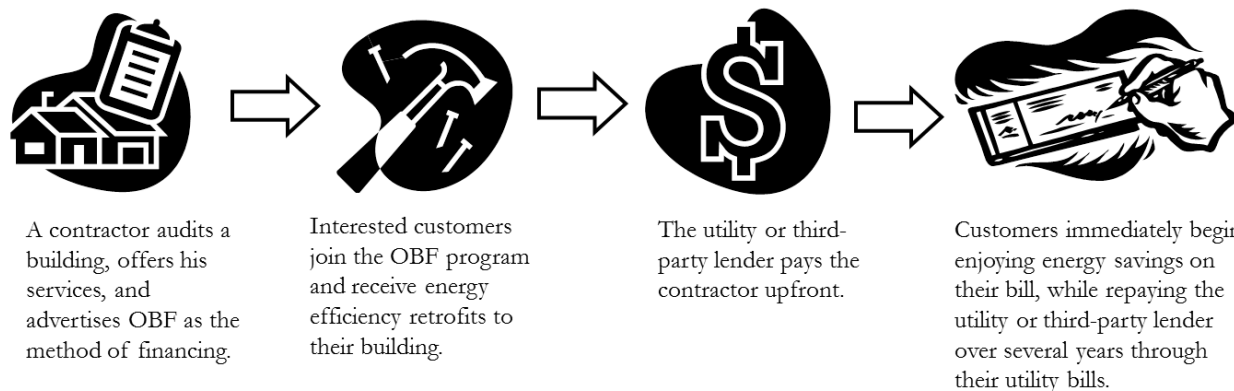 A contractor audits a
building, offers his
services, and
advertises OBF as the
method of financing.
Interested customers
join the OBF program
and receive energy
efficiency retrofits to
their building.
The utility or third-
party lender pays the
contractor upfront.
Customers immediately begin
enjoying energy savings on
their bill, while repaying the
utility or third-party lender
over several years through
their utility bills.